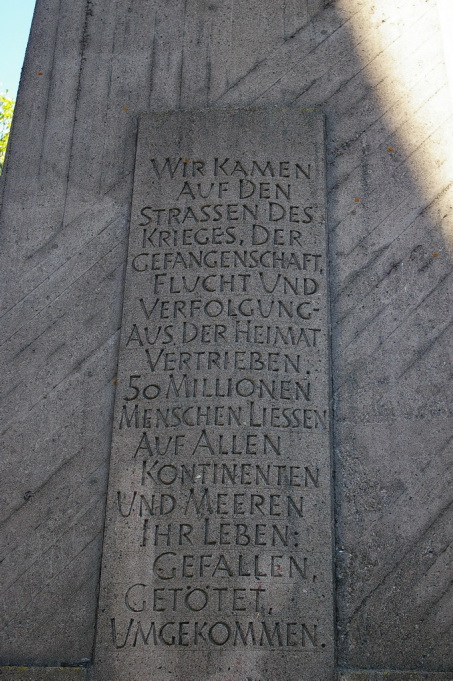 WIR KAMEN
AUF DEN
STRASSEN DES
KRIEGES, DER
GEFANGENSCHAFT,
FLUCHT UND
VERFOLGUNG-
AUS DER HEIMAT
VERTRIEBEN.
50 MILLIONEN
MENSCHEN LIESSEN
AUF ALLEN
KONTINENTEN
UND MEEREN
IHR LEBEN:
GEFALLEN,
GETÖTET,
UMGEKOMMEN.